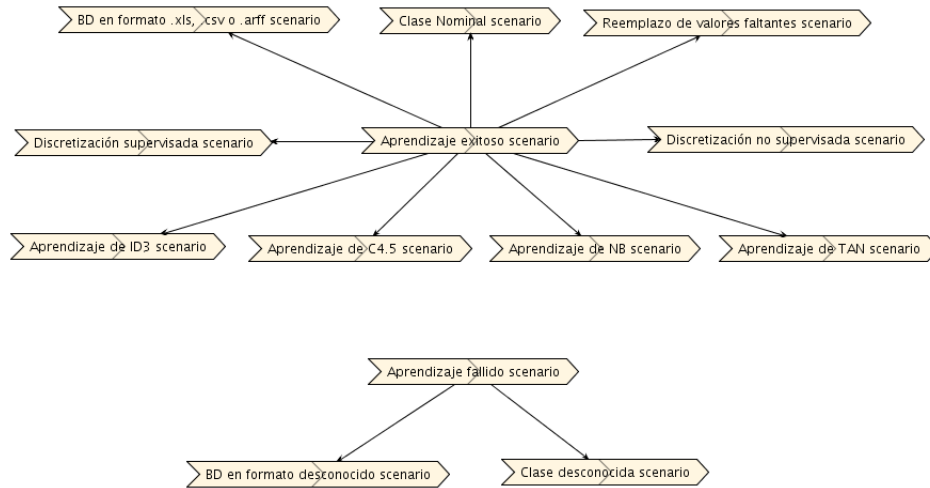 BD en formato .xls, .csv o .arff scenario
Clase Nominal scenario
Reemplazo de valores faltantes scenario
Discretización supervisada scenario
Aprendizaje exitoso scenario
Discretización no supervisada scenario
Aprendizaje de ID3 scenario
Aprendizaje de C4.5 scenario
Aprendizaje de NB scenario
Aprendizaje de TAN scenario
Aprendizaje fallido scenario
BD en formato desconocido scenario
Clase desconocida scenario